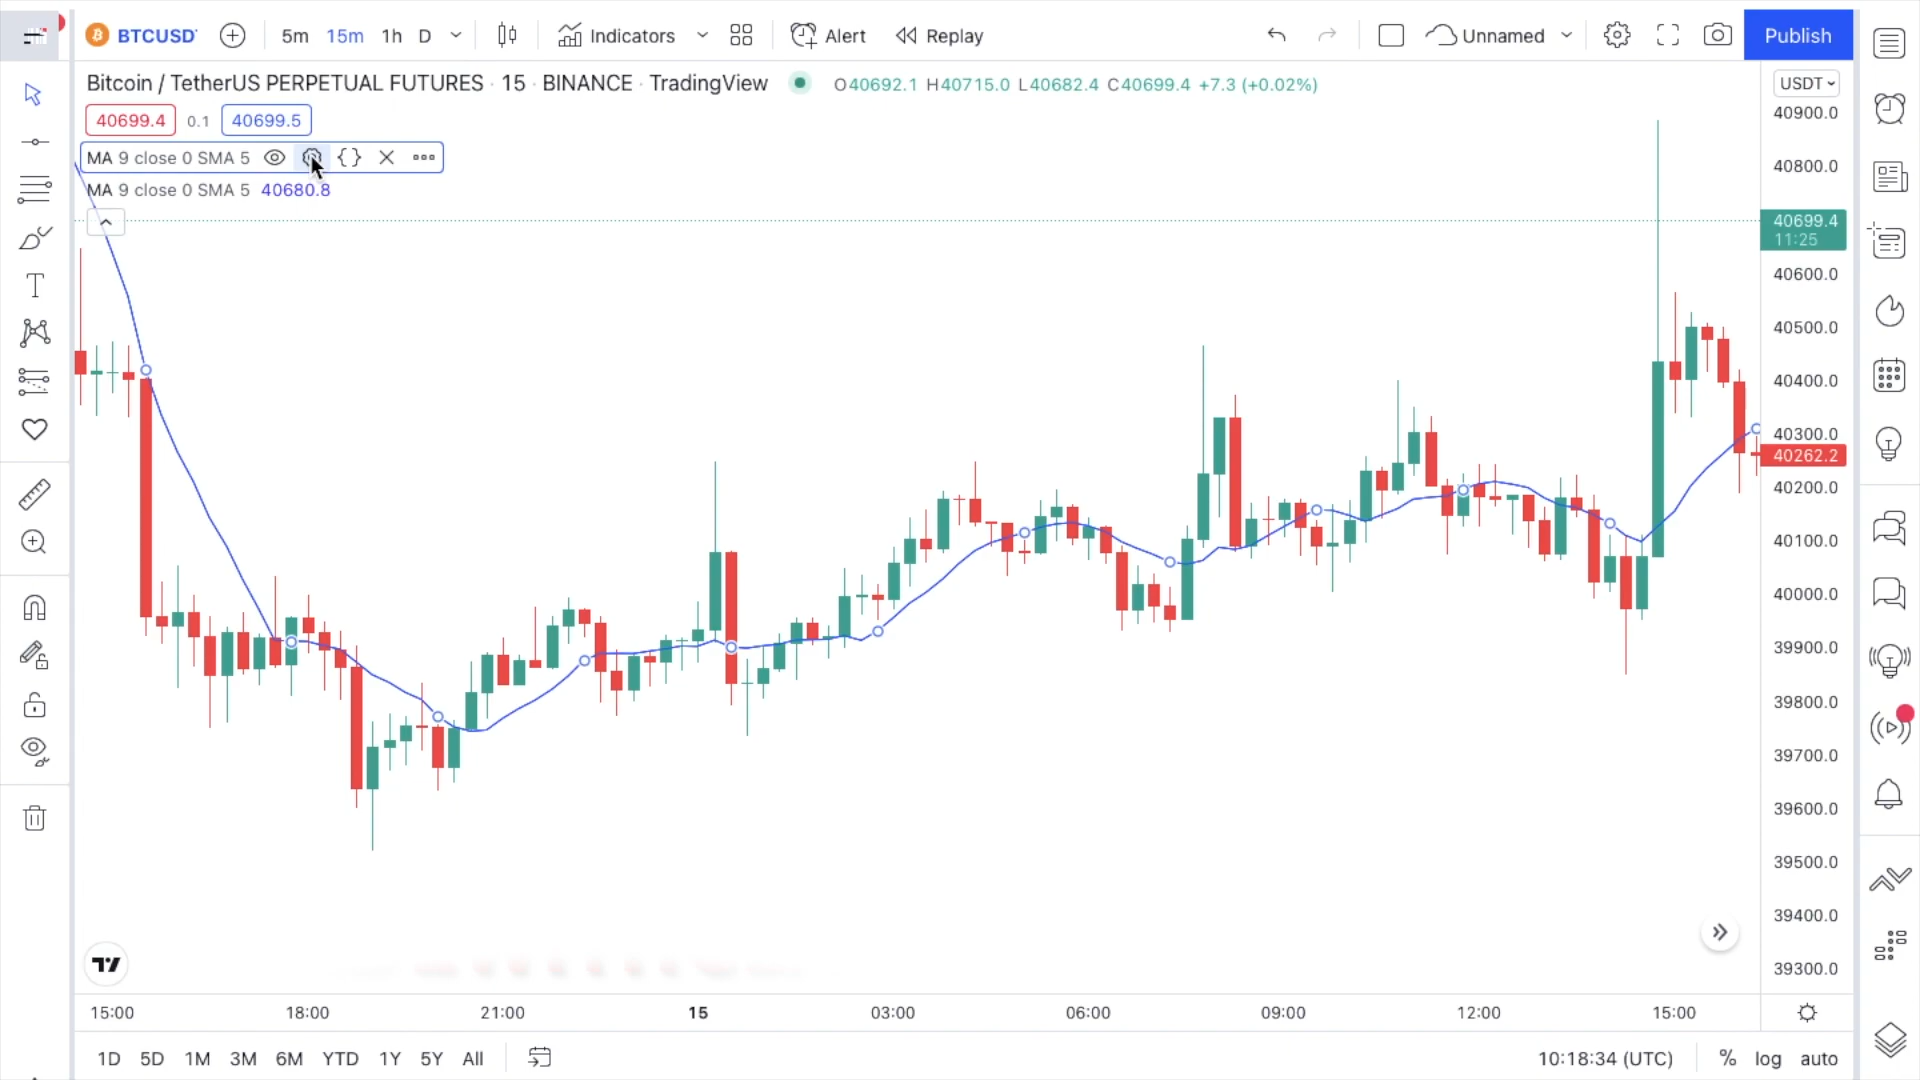 BTCUSD
5m 15m 1h D
Indicators
Alert
Replay
Unnamed
Publish
Bitcoin / TetherUS PERPETUAL FUTURES · 15 · BINANCE · TradingView
O40692.1 H40715.0 L40682.4 C40699.4 +7.3 (+0.02%)
USDT
40699.4 0.1 40699.5
MA 9 close 0 SMA 5
MA 9 close 0 SMA 5 40680.8
40900.0
40800.0
40699.4
11:25
40600.0
40500.0
40400.0
40300.0
40262.2
40200.0
40100.0
40000.0
39900.0
39800.0
39700.0
39600.0
39500.0
39400.0
39300.0
15:00 18:00 21:00 15 03:00 06:00 09:00 12:00 15:00
1D 5D 1M 3M 6M YTD 1Y 5Y All
10:18:34 (UTC) % log auto